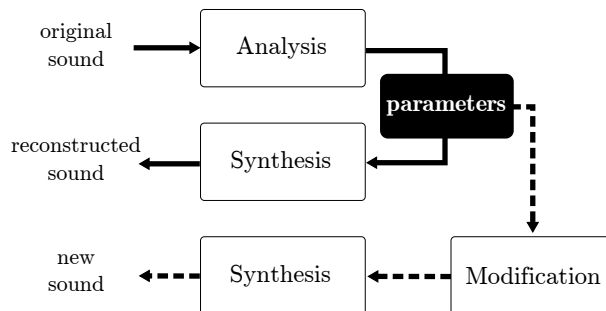 original
sound
Analysis
parameters
reconstructed
sound
Synthesis
new
sound
Synthesis
Modification